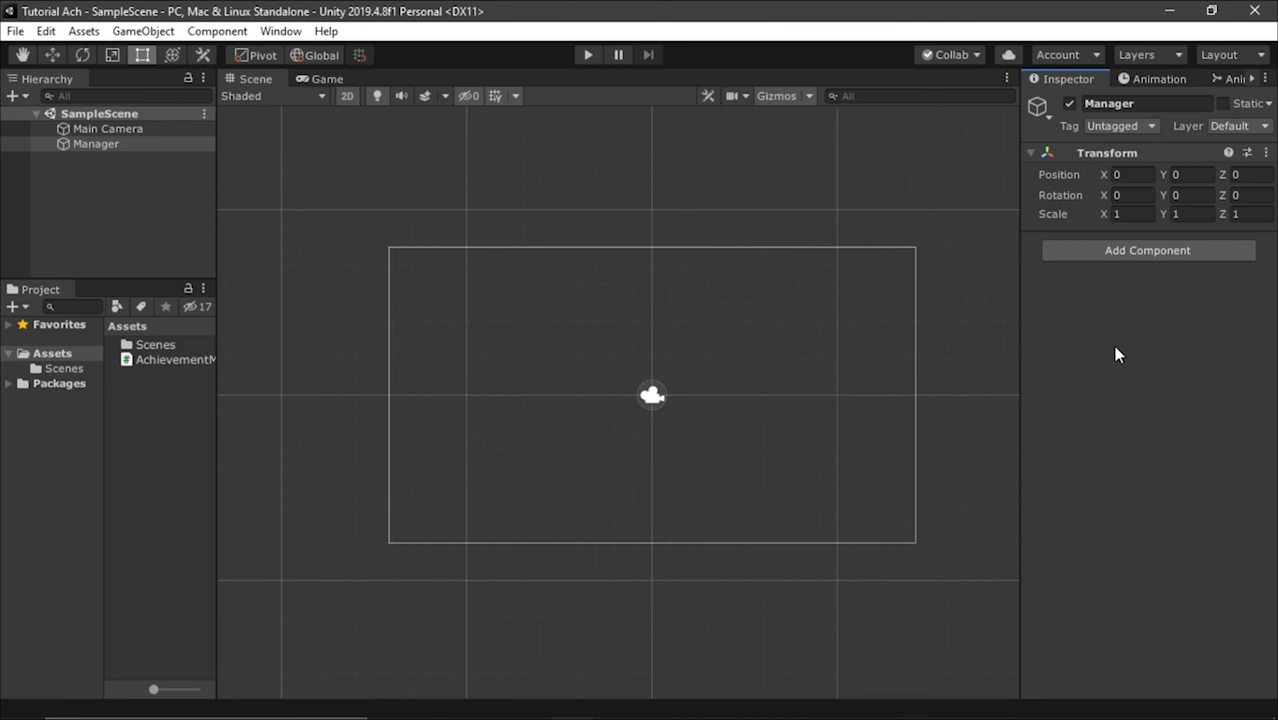 Tutorial Ach - SampleScene - PC, Mac & Linux Standalone - Unity 2019.4.8f1 Personal <DX11>
File Edit Assets GameObject Component Window Help
Pivot Global Collab Account Layers Layout
Hierarchy
All
SampleScene
Main Camera
Manager
Project
17
Favorites
Assets
Scenes
Packages
Assets
Scenes
AchievementM
Scene Game
Shaded 2D 0 Gizmos All
Inspector Animation Ani
Manager Static
Tag Untagged Layer Default
Transform
Position X 0 Y 0 Z 0
Rotation X 0 Y 0 Z 0
Scale X 1 Y 1 Z 1
Add Component